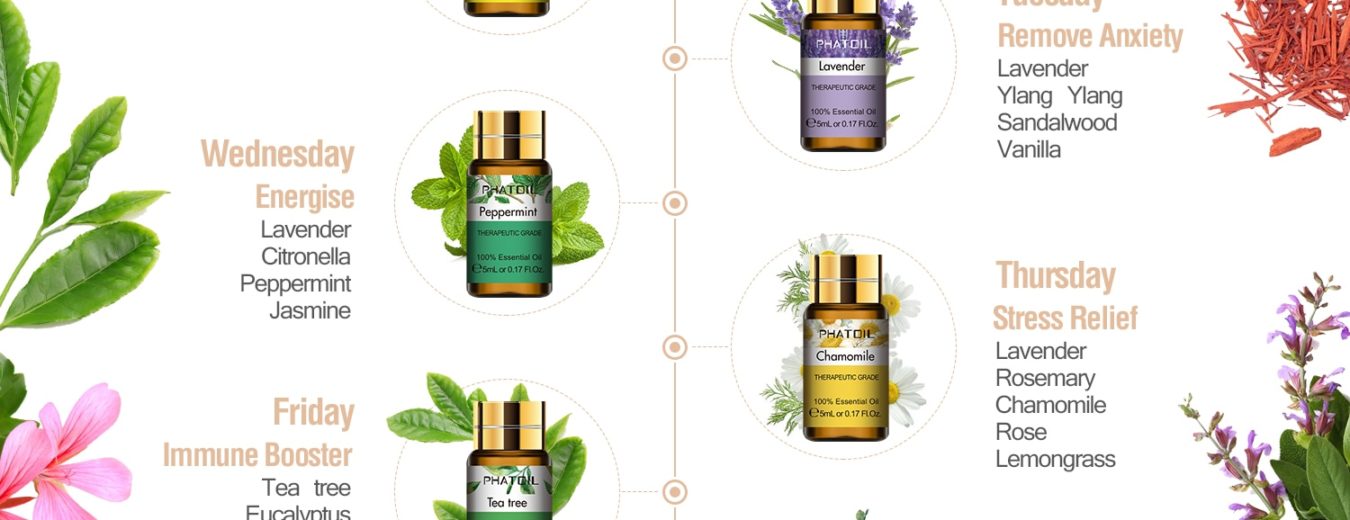 Tuesday
Remove Anxiety
Lavender
Ylang Ylang
Sandalwood
Vanilla
PHATOIL
Lavender
THERAPEUTIC GRADE
100% Essential Oil
℮5mL or 0.17 Fl.Oz.
Wednesday
Energise
Lavender
Citronella
Peppermint
Jasmine
PHATOIL
Peppermint
THERAPEUTIC GRADE
100% Essential Oil
℮5mL or 0.17 Fl.Oz.
Thursday
Stress Relief
Lavender
Rosemary
Chamomile
Rose
Lemongrass
PHATOIL
Chamomile
THERAPEUTIC GRADE
100% Essential Oil
℮5mL or 0.17 Fl.Oz.
Friday
Immune Booster
Tea tree
Eucalyptus
PHATOIL
Tea tree